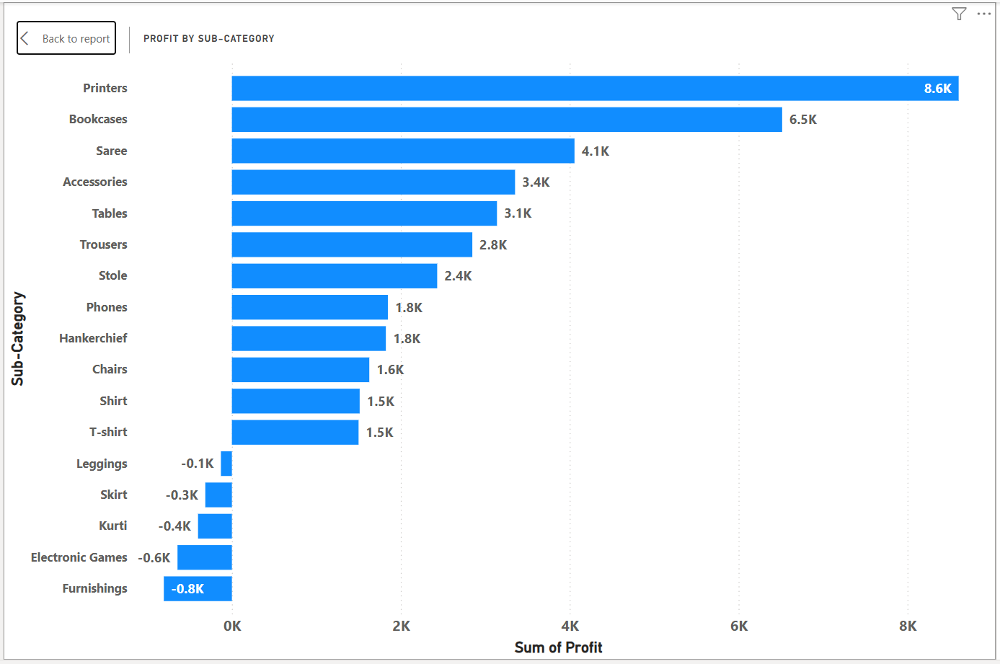 Back to report
PROFIT BY SUB-CATEGORY
Sub-Category
Printers 8.6K
Bookcases 6.5K
Saree 4.1K
Accessories 3.4K
Tables 3.1K
Trousers 2.8K
Stole 2.4K
Phones 1.8K
Hankerchief 1.8K
Chairs 1.6K
Shirt 1.5K
T-shirt 1.5K
Leggings -0.1K
Skirt -0.3K
Kurti -0.4K
Electronic Games -0.6K
Furnishings -0.8K
0K 2K 4K 6K 8K
Sum of Profit